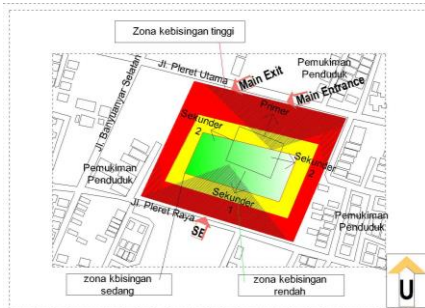 Zona kebisingan tinggi
Jl. Pleret Utama
Main Exit
Pemukiman
Penduduk
Main Entrance
Jl. Banyuanyar Selatan
Primer
Sekunder
2
Sekunder
2
Pemukiman
Penduduk
Sekunder
1
Jl. Pleret Raya
SE
Pemukiman
Penduduk
zona kbisingan
sedang
zona kebisingan
rendah
U